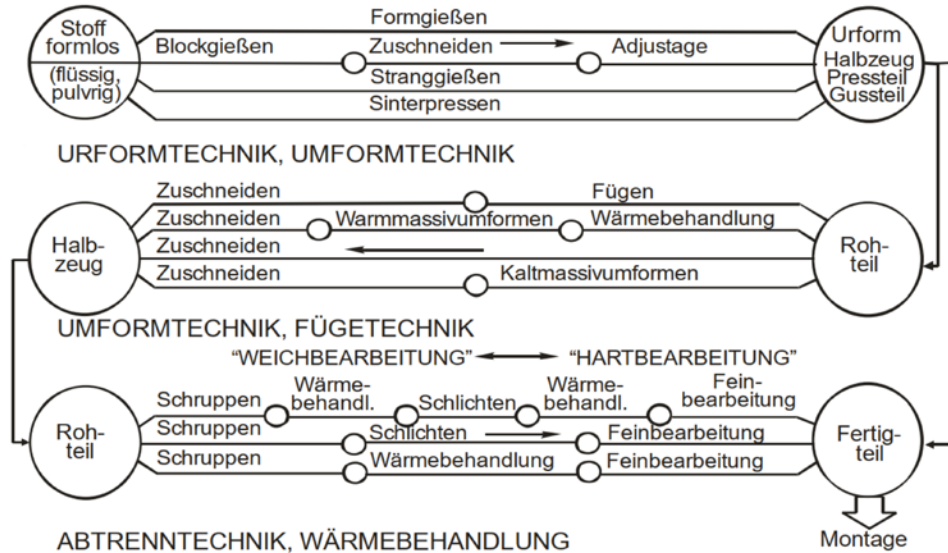 Stoff
formlos
(flüssig,
pulvrig)
Formgießen
Blockgießen
Zuschneiden
Adjustage
Stranggießen
Sinterpressen
Urform
Halbzeug
Pressteil
Gussteil
URFORMTECHNIK, UMFORMTECHNIK
Halb-
zeug
Zuschneiden
Fügen
Zuschneiden
Warmmassivumformen
Wärmebehandlung
Zuschneiden
Zuschneiden
Kaltmassivumformen
Roh-
teil
UMFORMTECHNIK, FÜGETECHNIK
“WEICHBEARBEITUNG”
“HARTBEARBEITUNG”
Roh-
teil
Schruppen
Wärme-
behandl.
Schlichten
Wärme-
behandl.
Fein-
bearbeitung
Schruppen
Schlichten
Feinbearbeitung
Schruppen
Wärmebehandlung
Feinbearbeitung
Fertig-
teil
ABTRENNTECHNIK, WÄRMEBEHANDLUNG
Montage